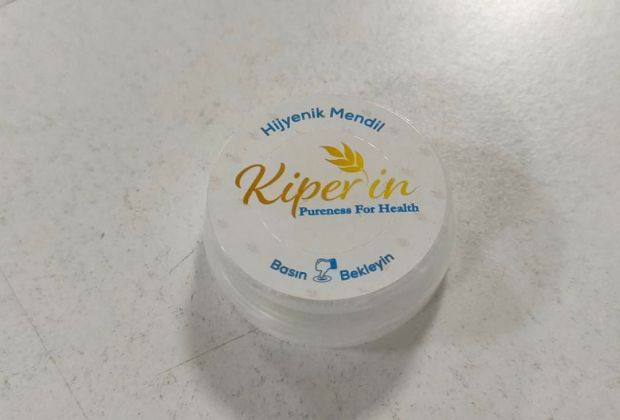 Hijyenik Mendil
Kiper in
Pureness For Health
Basın Bekleyin